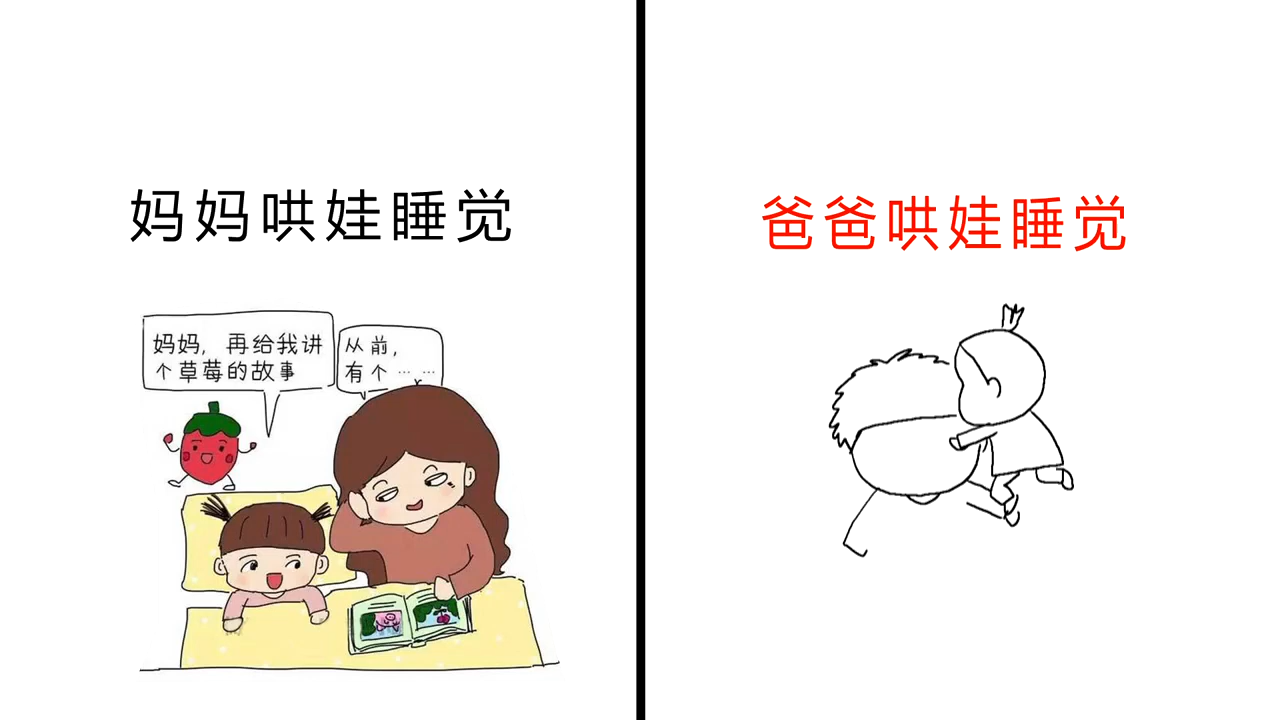 妈妈哄娃睡觉
妈妈，再给我讲
个草莓的故事
从前，
有个… …
爸爸哄娃睡觉